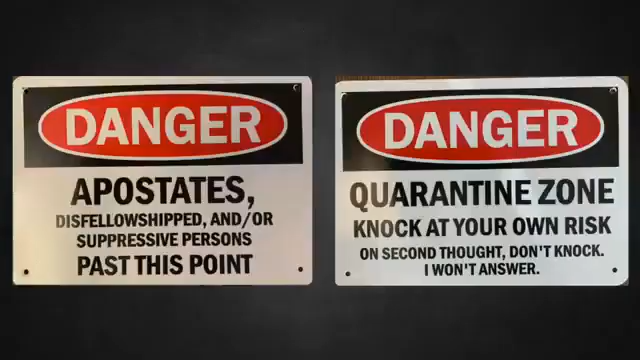 DANGER
APOSTATES,
DISFELLOWSHIPPED, AND/OR
SUPPRESSIVE PERSONS
PAST THIS POINT
DANGER
QUARANTINE ZONE
KNOCK AT YOUR OWN RISK
ON SECOND THOUGHT, DON'T KNOCK.
I WON'T ANSWER.